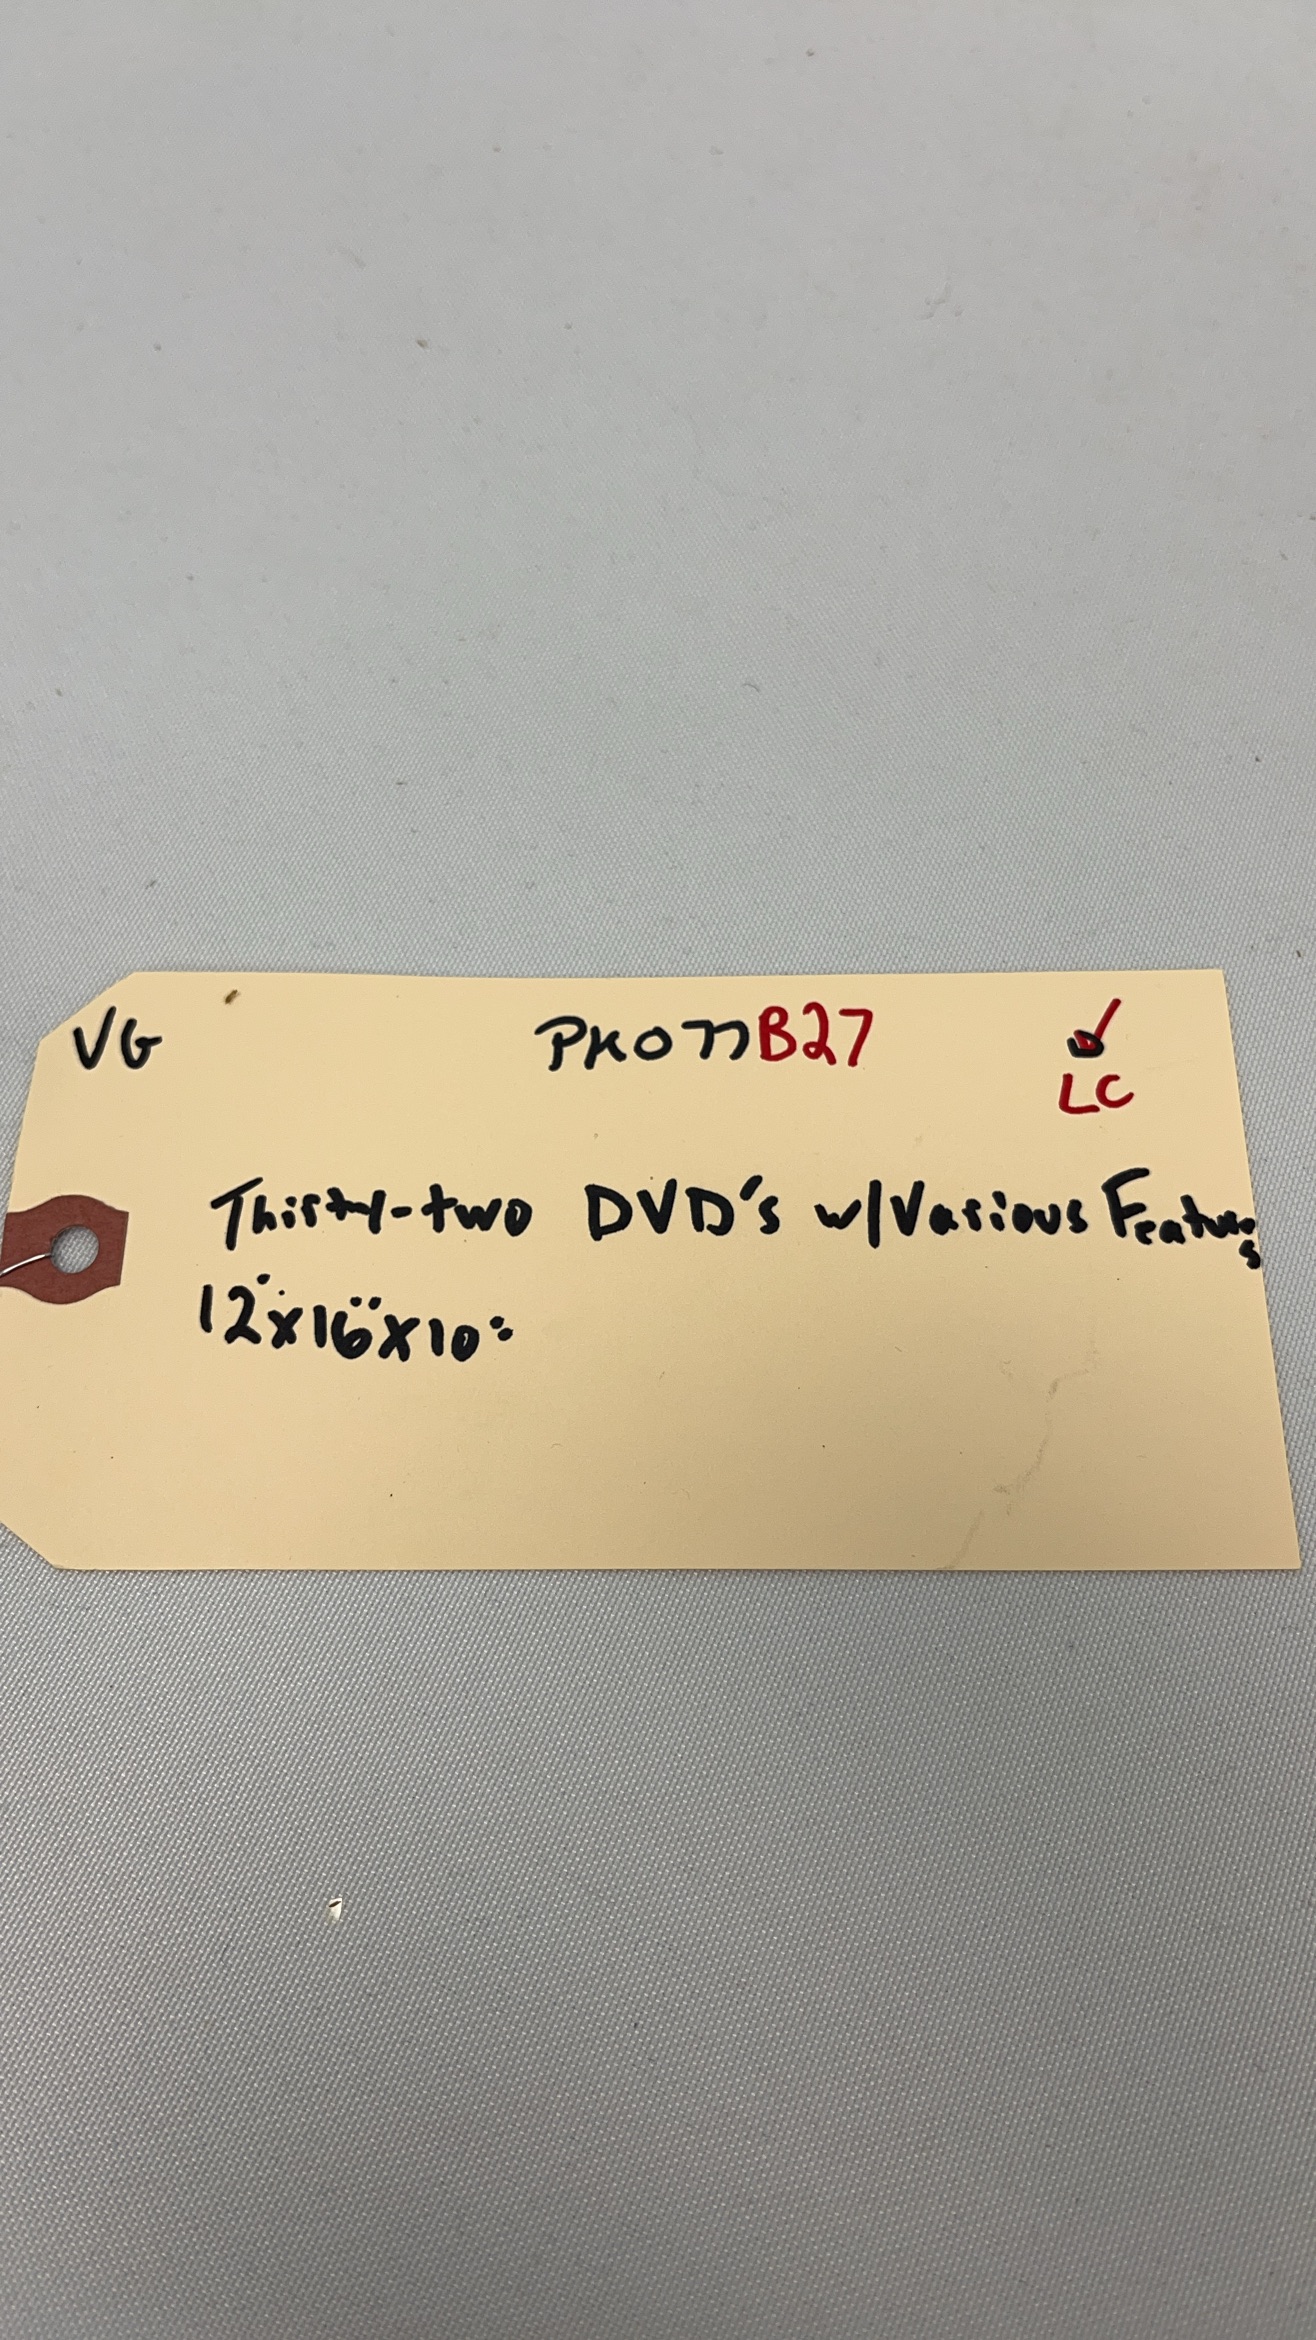 VG PK077B27
LC
Thirty-two DVD's w/Various Features
12"x16"x10"